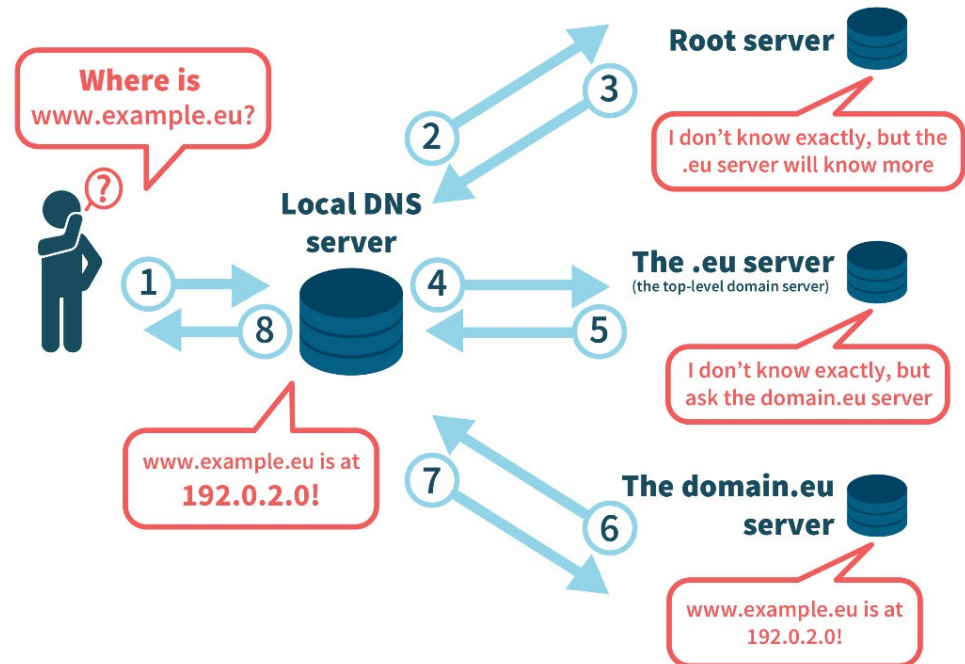 Where is
www.example.eu?
?
1
8
Local DNS
server
www.example.eu is at
192.0.2.0!
2
3
Root server
I don't know exactly, but the
.eu server will know more
4
5
The .eu server
(the top-level domain server)
I don't know exactly, but
ask the domain.eu server
7
6
The domain.eu
server
www.example.eu is at
192.0.2.0!